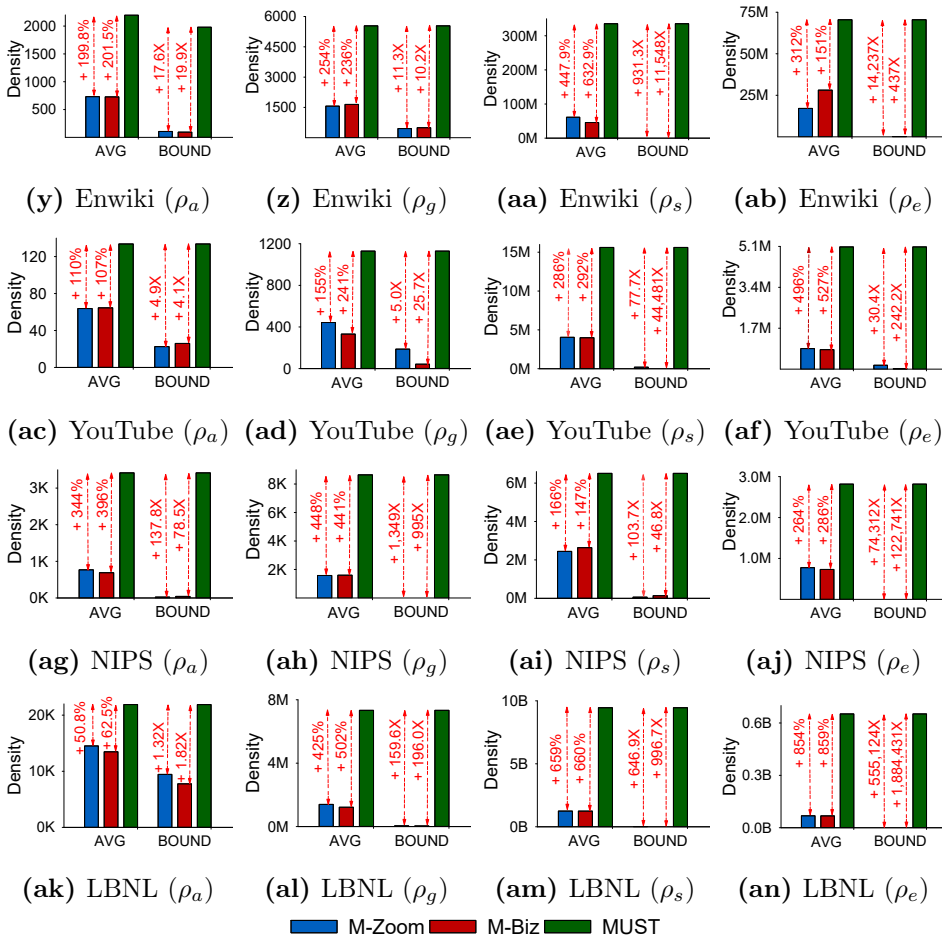 Density
2000
1500
1000
500
+ 199.8%
+ 201.5%
+ 17.6X
+ 19.9X
AVG BOUND
Density
6000
4500
3000
1500
+ 254%
+ 236%
+ 11.3X
+ 10.2X
AVG BOUND
Density
300M
200M
100M
0M
+ 447.9%
+ 632.9%
+ 931.3X
+ 11,548X
AVG BOUND
Density
75M
50M
25M
+ 312%
+ 151%
+ 14,237X
+ 437X
AVG BOUND
(y) Enwiki (ρa) (z) Enwiki (ρg) (aa) Enwiki (ρs) (ab) Enwiki (ρe)
Density
120
80
40
0
+ 110%
+ 107%
+ 4.9X
+ 4.1X
AVG BOUND
Density
1200
800
400
0
+ 155%
+ 241%
+ 5.0X
+ 25.7X
AVG BOUND
Density
15M
10M
5M
0M
+ 286%
+ 292%
+ 77.7X
+ 44,481X
AVG BOUND
Density
5.1M
3.4M
1.7M
+ 496%
+ 527%
+ 30.4X
+ 242.2X
AVG BOUND
(ac) YouTube (ρa) (ad) YouTube (ρg) (ae) YouTube (ρs) (af) YouTube (ρe)
Density
3K
2K
1K
0K
+ 344%
+ 396%
+ 137.8X
+ 78.5X
AVG BOUND
Density
8K
6K
4K
2K
+ 448%
+ 441%
+ 1,349X
+ 995X
AVG BOUND
Density
6M
4M
2M
0M
+ 166%
+ 147%
+ 103.7X
+ 46.8X
AVG BOUND
Density
3.0M
2.0M
1.0M
+ 264%
+ 286%
+ 74,312X
+ 122,741X
AVG BOUND
(ag) NIPS (ρa) (ah) NIPS (ρg) (ai) NIPS (ρs) (aj) NIPS (ρe)
Density
20K
10K
0K
+ 50.8%
+ 62.5%
+ 1.32X
+ 1.82X
AVG BOUND
Density
8M
4M
0M
+ 425%
+ 502%
+ 159.6X
+ 196.0X
AVG BOUND
Density
10B
5B
0B
+ 659%
+ 660%
+ 646.9X
+ 996.7X
AVG BOUND
Density
0.6B
0.3B
0.0B
+ 854%
+ 859%
+ 555,124X
+ 1,884,431X
AVG BOUND
(ak) LBNL (ρa) (al) LBNL (ρg) (am) LBNL (ρs) (an) LBNL (ρe)
M-Zoom M-Biz MUST